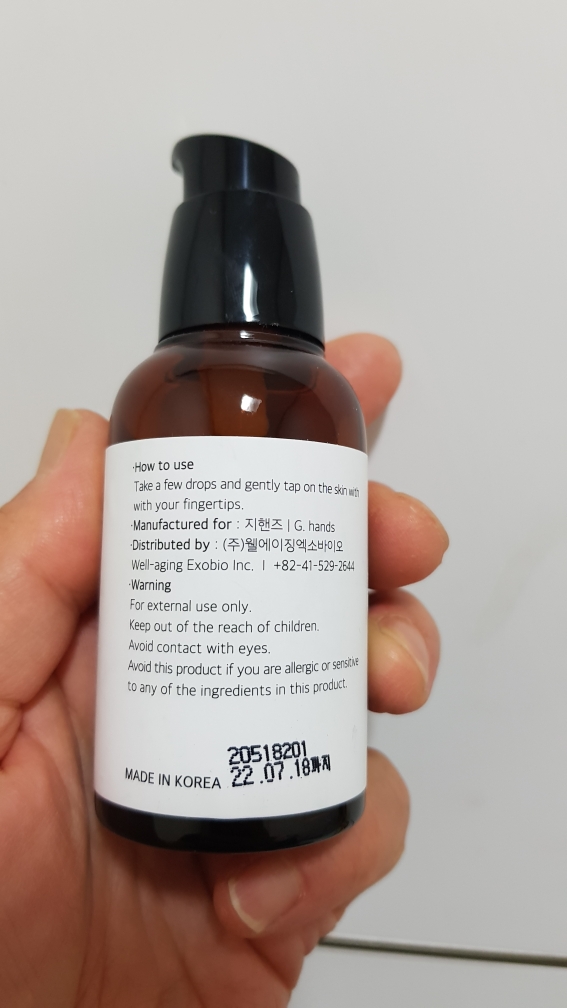 ·How to use
Take a few drops and gently tap on the skin with
with your fingertips.
·Manufactured for : 지핸즈 | G. hands
·Distributed by : (주)웰에이징엑소바이오
Well-aging Exobio Inc. | +82-41-529-2644
·Warning
For external use only.
Keep out of the reach of children.
Avoid contact with eyes.
Avoid this product if you are allergic or sensitive
to any of the ingredients in this product.
20518201
MADE IN KOREA 22.07.18까지